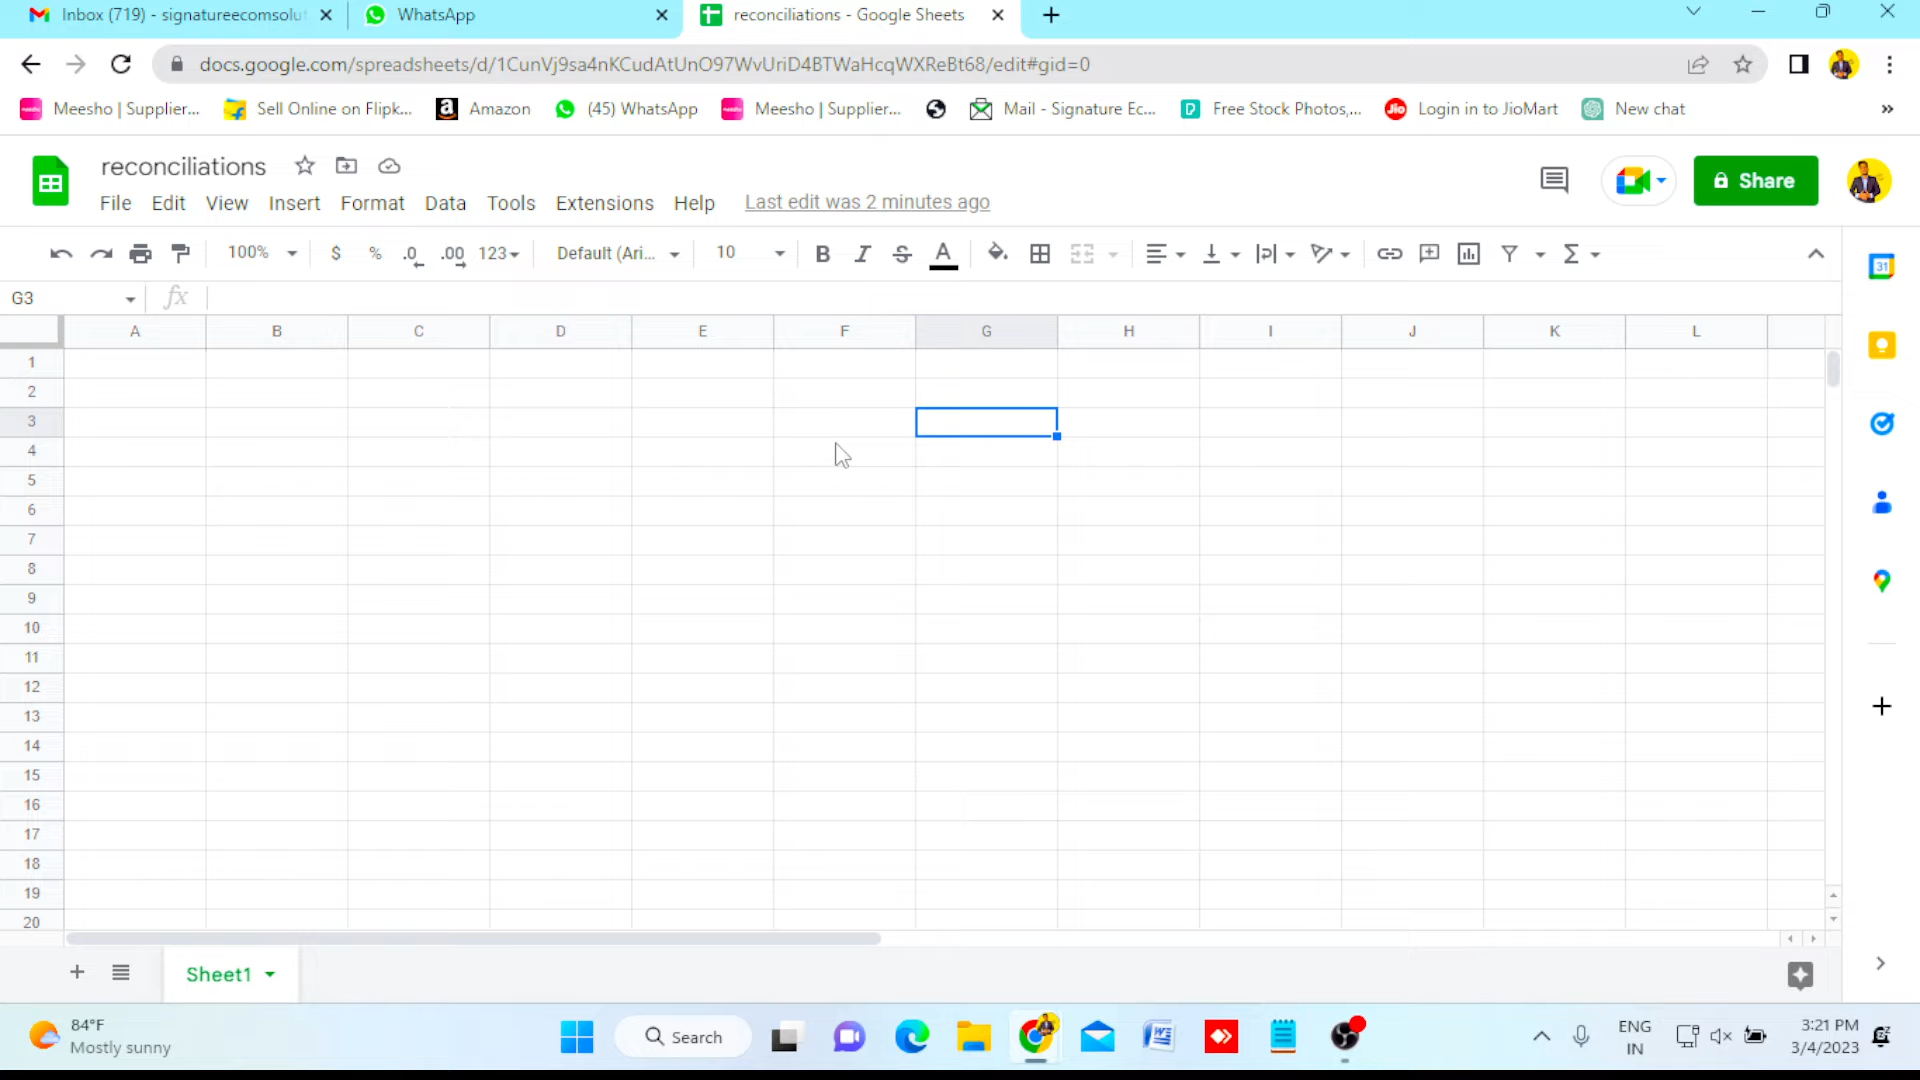 Inbox (719) - signatureecomsolut
WhatsApp
reconciliations - Google Sheets
docs.google.com/spreadsheets/d/1CunVj9sa4nKCudAtUnO97WvUriD4BTWaHcqWXReBt68/edit#gid=0
Meesho | Supplier...
Sell Online on Flipk...
Amazon
(45) WhatsApp
Meesho | Supplier...
Mail - Signature Ec...
Free Stock Photos,...
Jio
Login in to JioMart
New chat
»
reconciliations
Share
File Edit View Insert Format Data Tools Extensions Help Last edit was 2 minutes ago
100% $ % .0 .00 123 Default (Ari... 10 B I S A Σ
31
G3 fx
A B C D E F G H I J K L
1
2
3
4
5
6
7
8
9
10
11
12
13
14
15
16
17
18
19
20
+ Sheet1
84°F
Mostly sunny
Search
ENG
IN
3:21 PM
3/4/2023